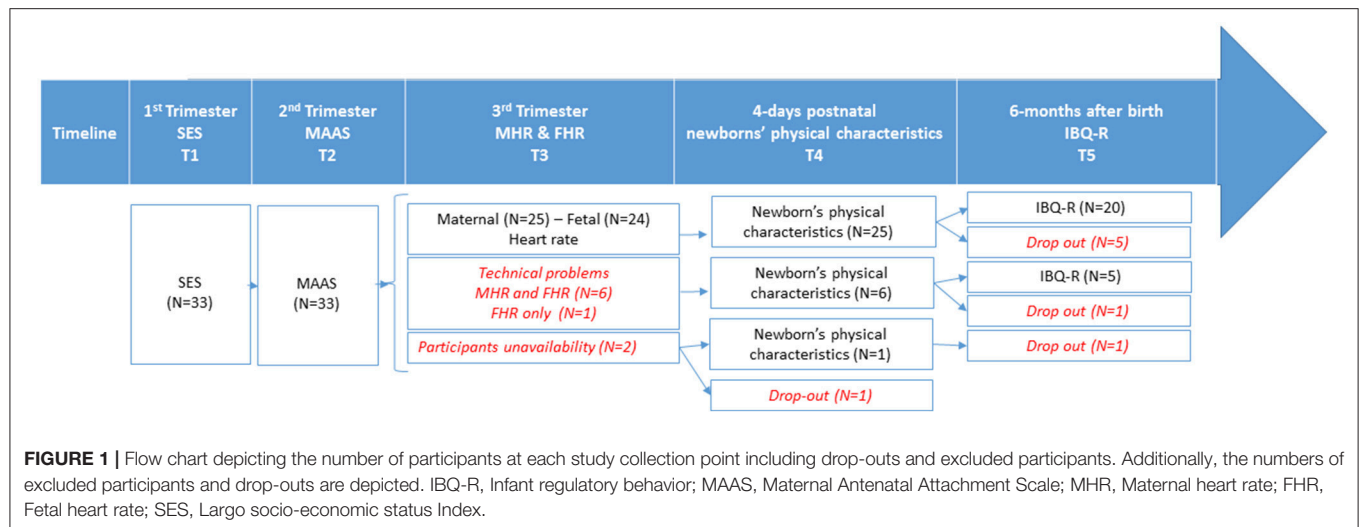 Timeline
1st Trimester
SES
T1
2nd Trimester
MAAS
T2
3rd Trimester
MHR & FHR
T3
4-days postnatal
newborns' physical characteristics
T4
6-months after birth
IBQ-R
T5
SES
(N=33)
MAAS
(N=33)
Maternal (N=25) – Fetal (N=24)
Heart rate
Technical problems
MHR and FHR (N=6)
FHR only (N=1)
Participants unavailability (N=2)
Newborn's physical
characteristics (N=25)
Newborn's physical
characteristics (N=6)
Newborn's physical
characteristics (N=1)
Drop-out (N=1)
IBQ-R (N=20)
Drop out (N=5)
IBQ-R (N=5)
Drop out (N=1)
Drop out (N=1)
FIGURE 1 | Flow chart depicting the number of participants at each study collection point including drop-outs and excluded participants. Additionally, the numbers of
excluded participants and drop-outs are depicted. IBQ-R, Infant regulatory behavior; MAAS, Maternal Antenatal Attachment Scale; MHR, Maternal heart rate; FHR,
Fetal heart rate; SES, Largo socio-economic status Index.